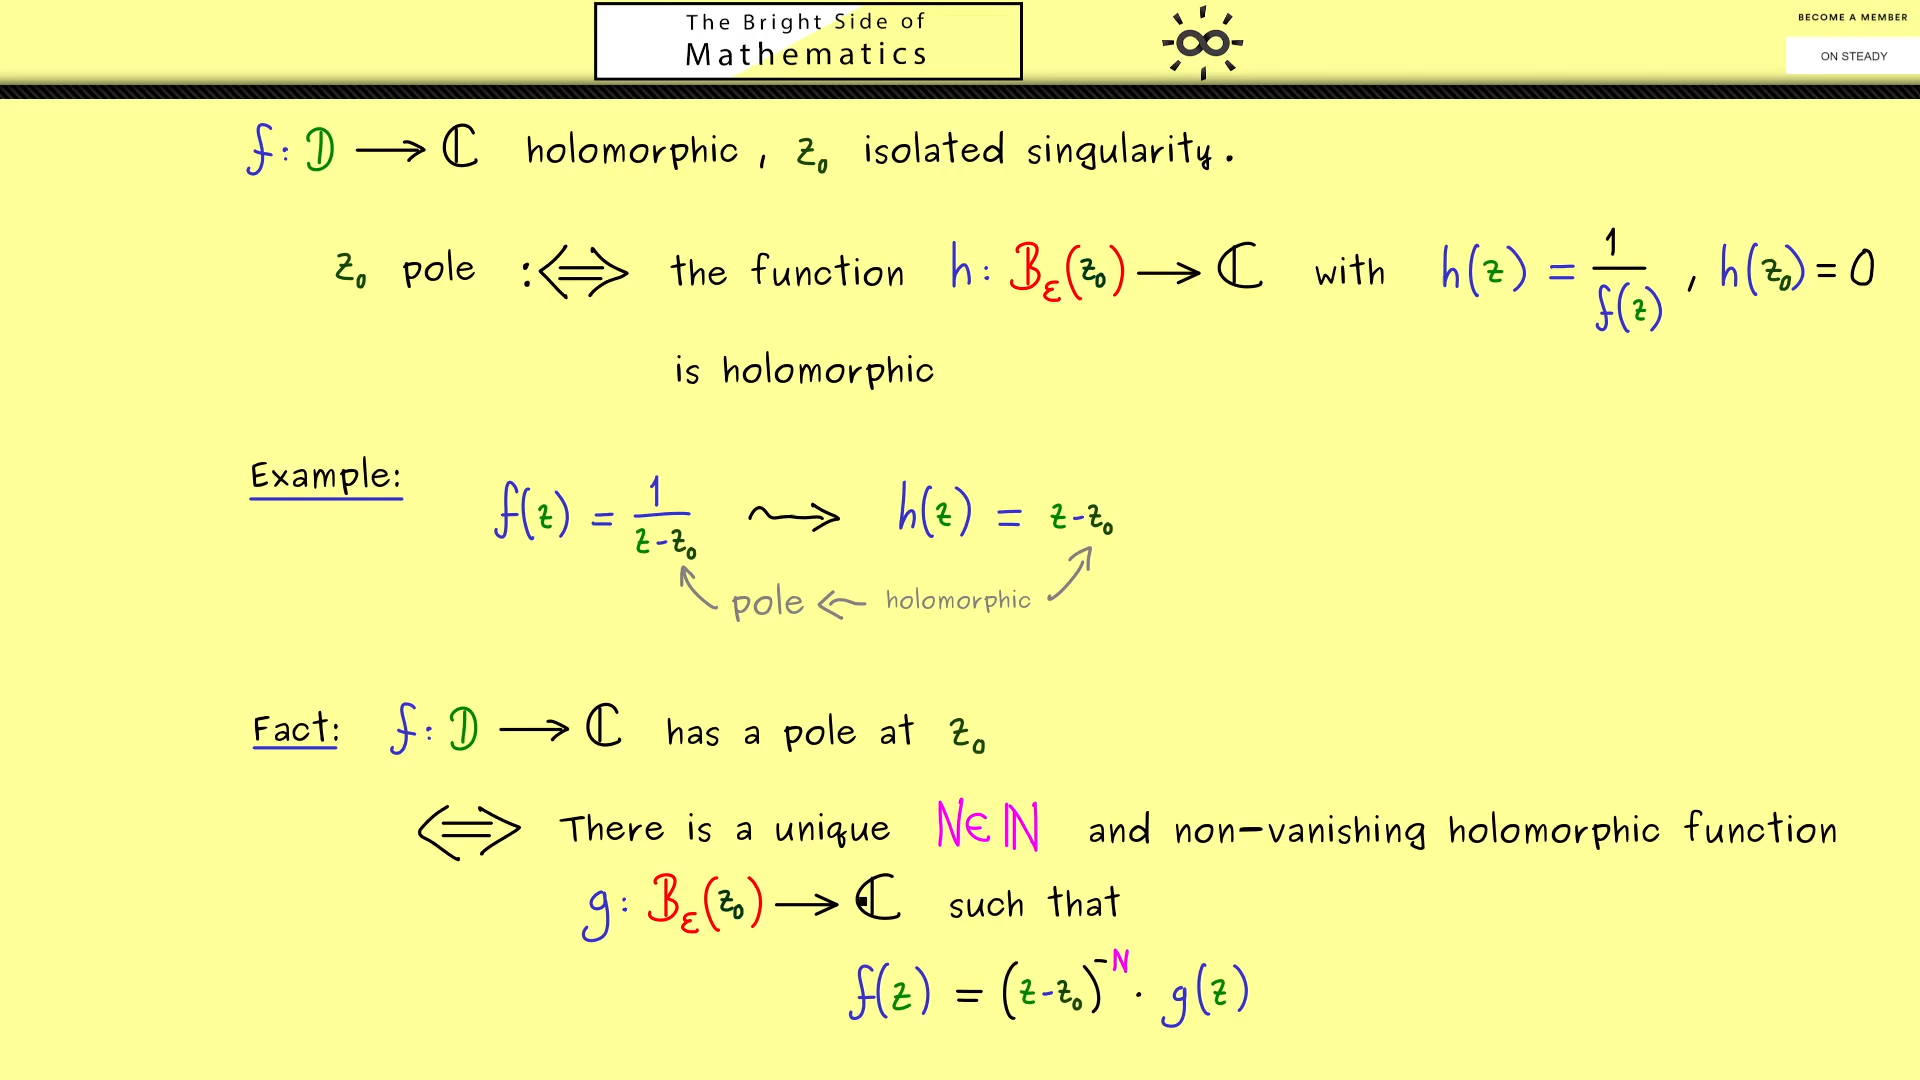 The Bright Side of
Mathematics
BECOME A MEMBER
ON STEADY
f: D ⟶ ℂ holomorphic, z₀ isolated singularity.
z₀ pole :⟺ the function h: B_ε(z₀) ⟶ ℂ with h(z) = 1/f(z), h(z₀) = 0
is holomorphic
Example: f(z) = 1/(z-z₀) ⇝ h(z) = z-z₀
pole ← holomorphic
Fact: f: D ⟶ ℂ has a pole at z₀
⟺ There is a unique N∈ℕ and non-vanishing holomorphic function
g: B_ε(z₀) ⟶ ℂ such that
f(z) = (z-z₀)^-N · g(z)